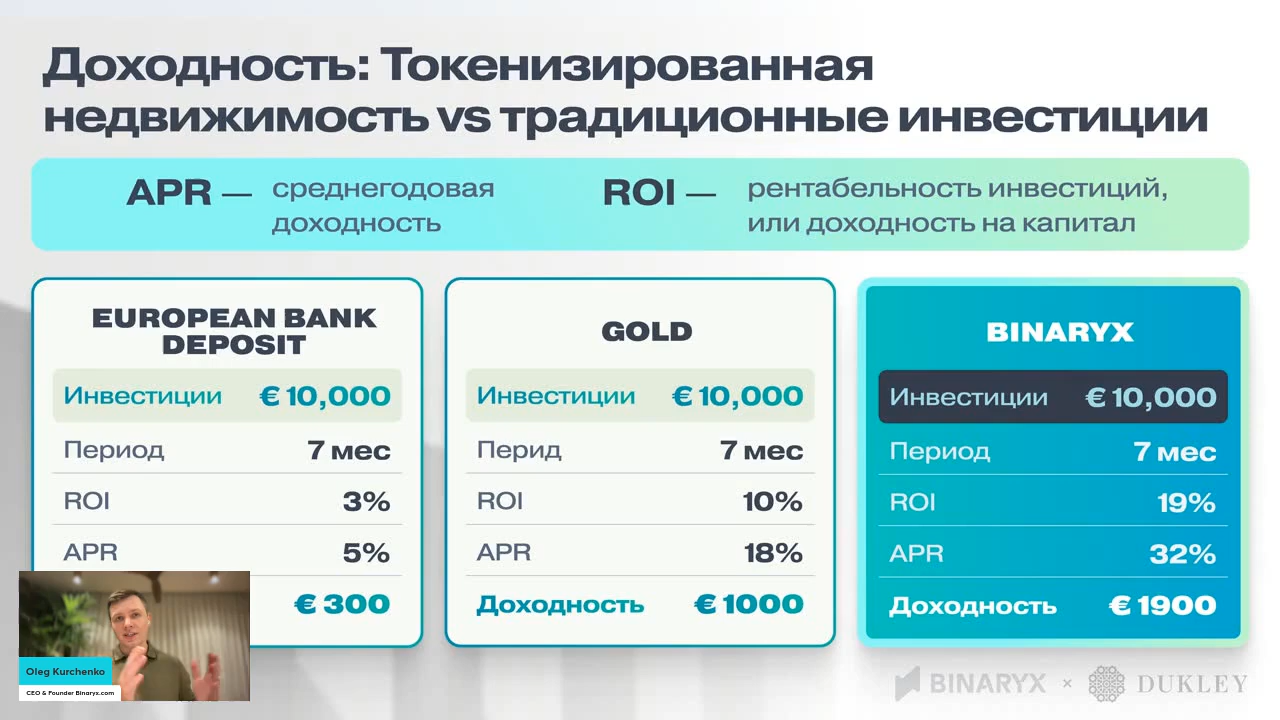 Доходность: Токенизированная
недвижимость vs традиционные инвестиции
APR — среднегодовая
доходность
ROI — рентабельность инвестиций,
или доходность на капитал
EUROPEAN BANK
DEPOSIT
Инвестиции € 10,000
Период 7 мес
ROI 3%
APR 5%
€ 300
GOLD
Инвестиции € 10,000
Перид 7 мес
ROI 10%
APR 18%
Доходность € 1000
BINARYX
Инвестиции € 10,000
Период 7 мес
ROI 19%
APR 32%
Доходность € 1900
Oleg Kurchenko
CEO & Founder Binaryx.com
BINARYX × DUKLEY